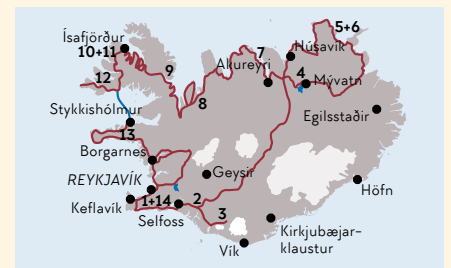 5+6
Ísafjörður
10+11
7
Húsavík
9
Akureyri
12
4
Mývatn
8
Stykkishólmur
Egilsstaðir
13
Borgarnes
Geysir
REYKJAVÍK
Höfn
1+14
2
Keflavík
3
Selfoss
Kirkjubæjar-
klaustur
Vík